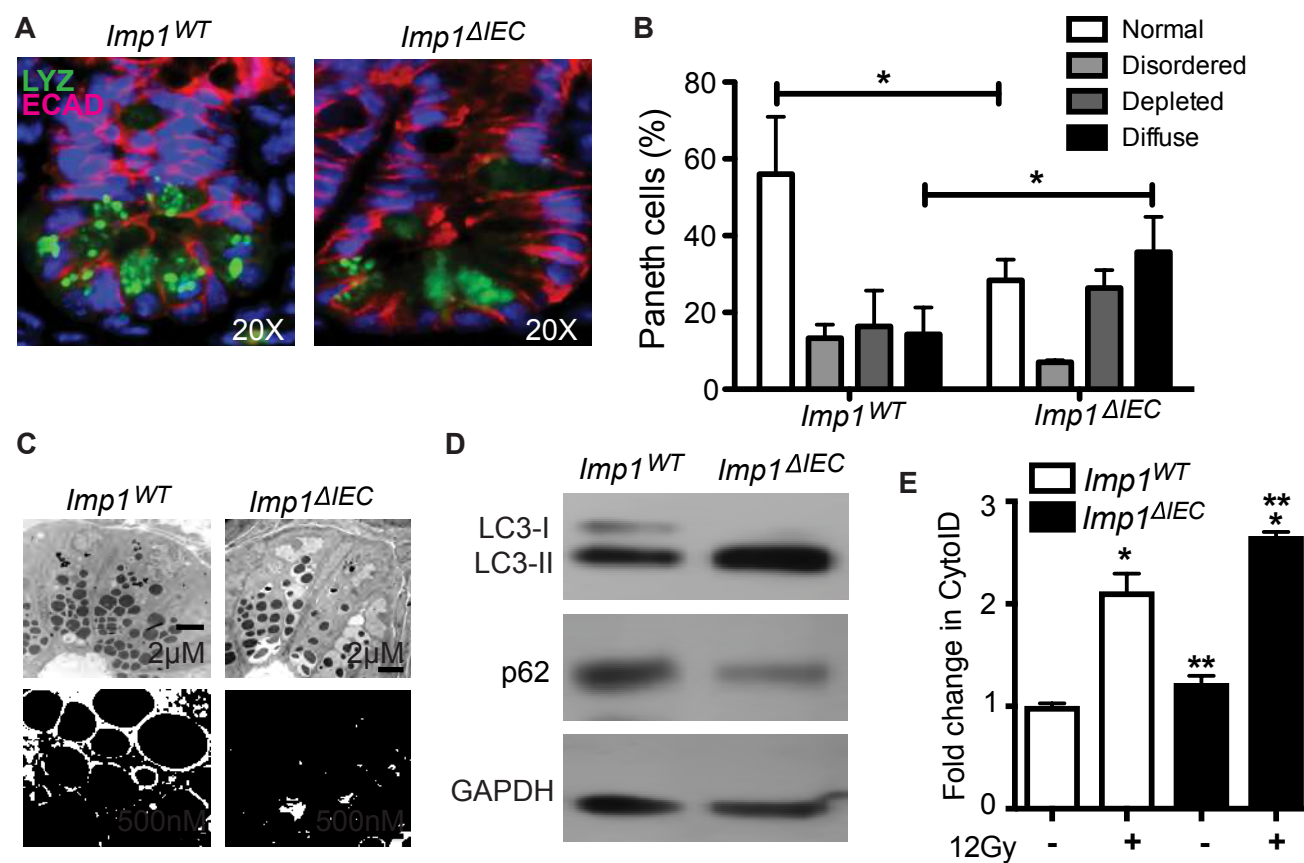 A
Imp1 WT
Imp1 ΔIEC
LYZ
ECAD
20X
20X
B
Normal
Disordered
Depleted
Diffuse
Paneth cells (%)
80
60
40
20
0
*
*
Imp1 WT
Imp1 ΔIEC
C
Imp1 WT
Imp1 ΔIEC
2µM
2µM
500nM
500nM
D
Imp1 WT
Imp1 ΔIEC
LC3-I
LC3-II
p62
GAPDH
E
Imp1 WT
Imp1 ΔIEC
Fold change in CytoID
3
2
1
0
*
**
**
*
12Gy - + - +